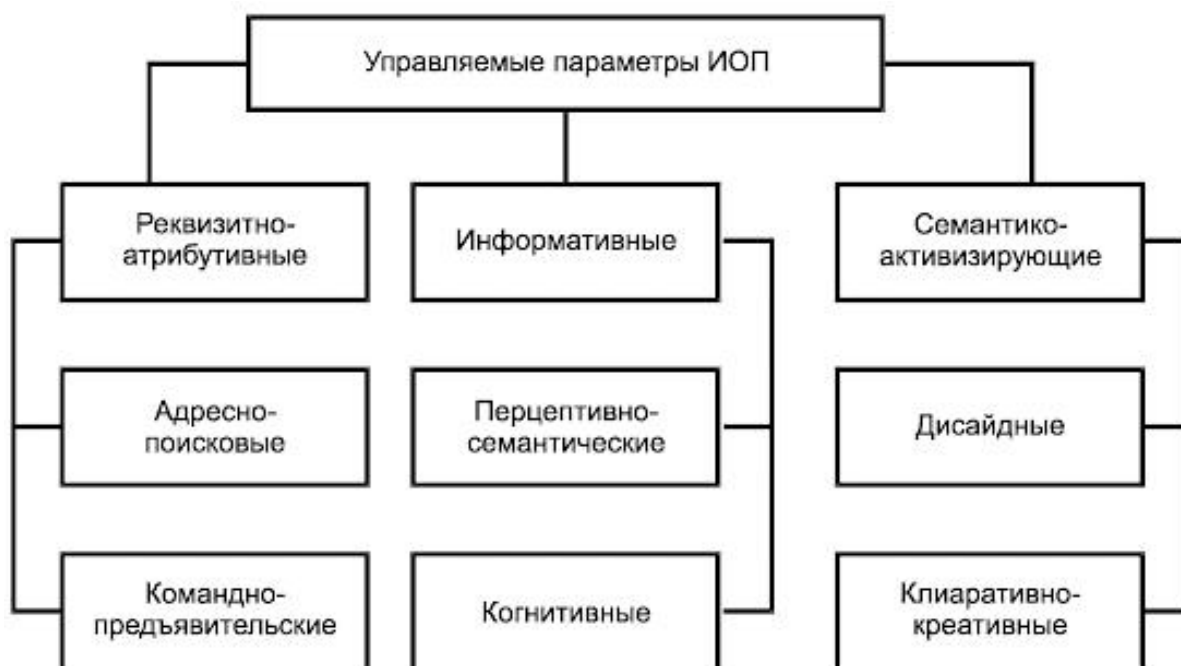 Управляемые параметры ИОП
Реквизитно-
атрибутивные
Информативные
Семантико-
активизирующие
Адресно-
поисковые
Перцептивно-
семантические
Дисайдные
Командно-
предъявительские
Когнитивные
Клиаративно-
креативные